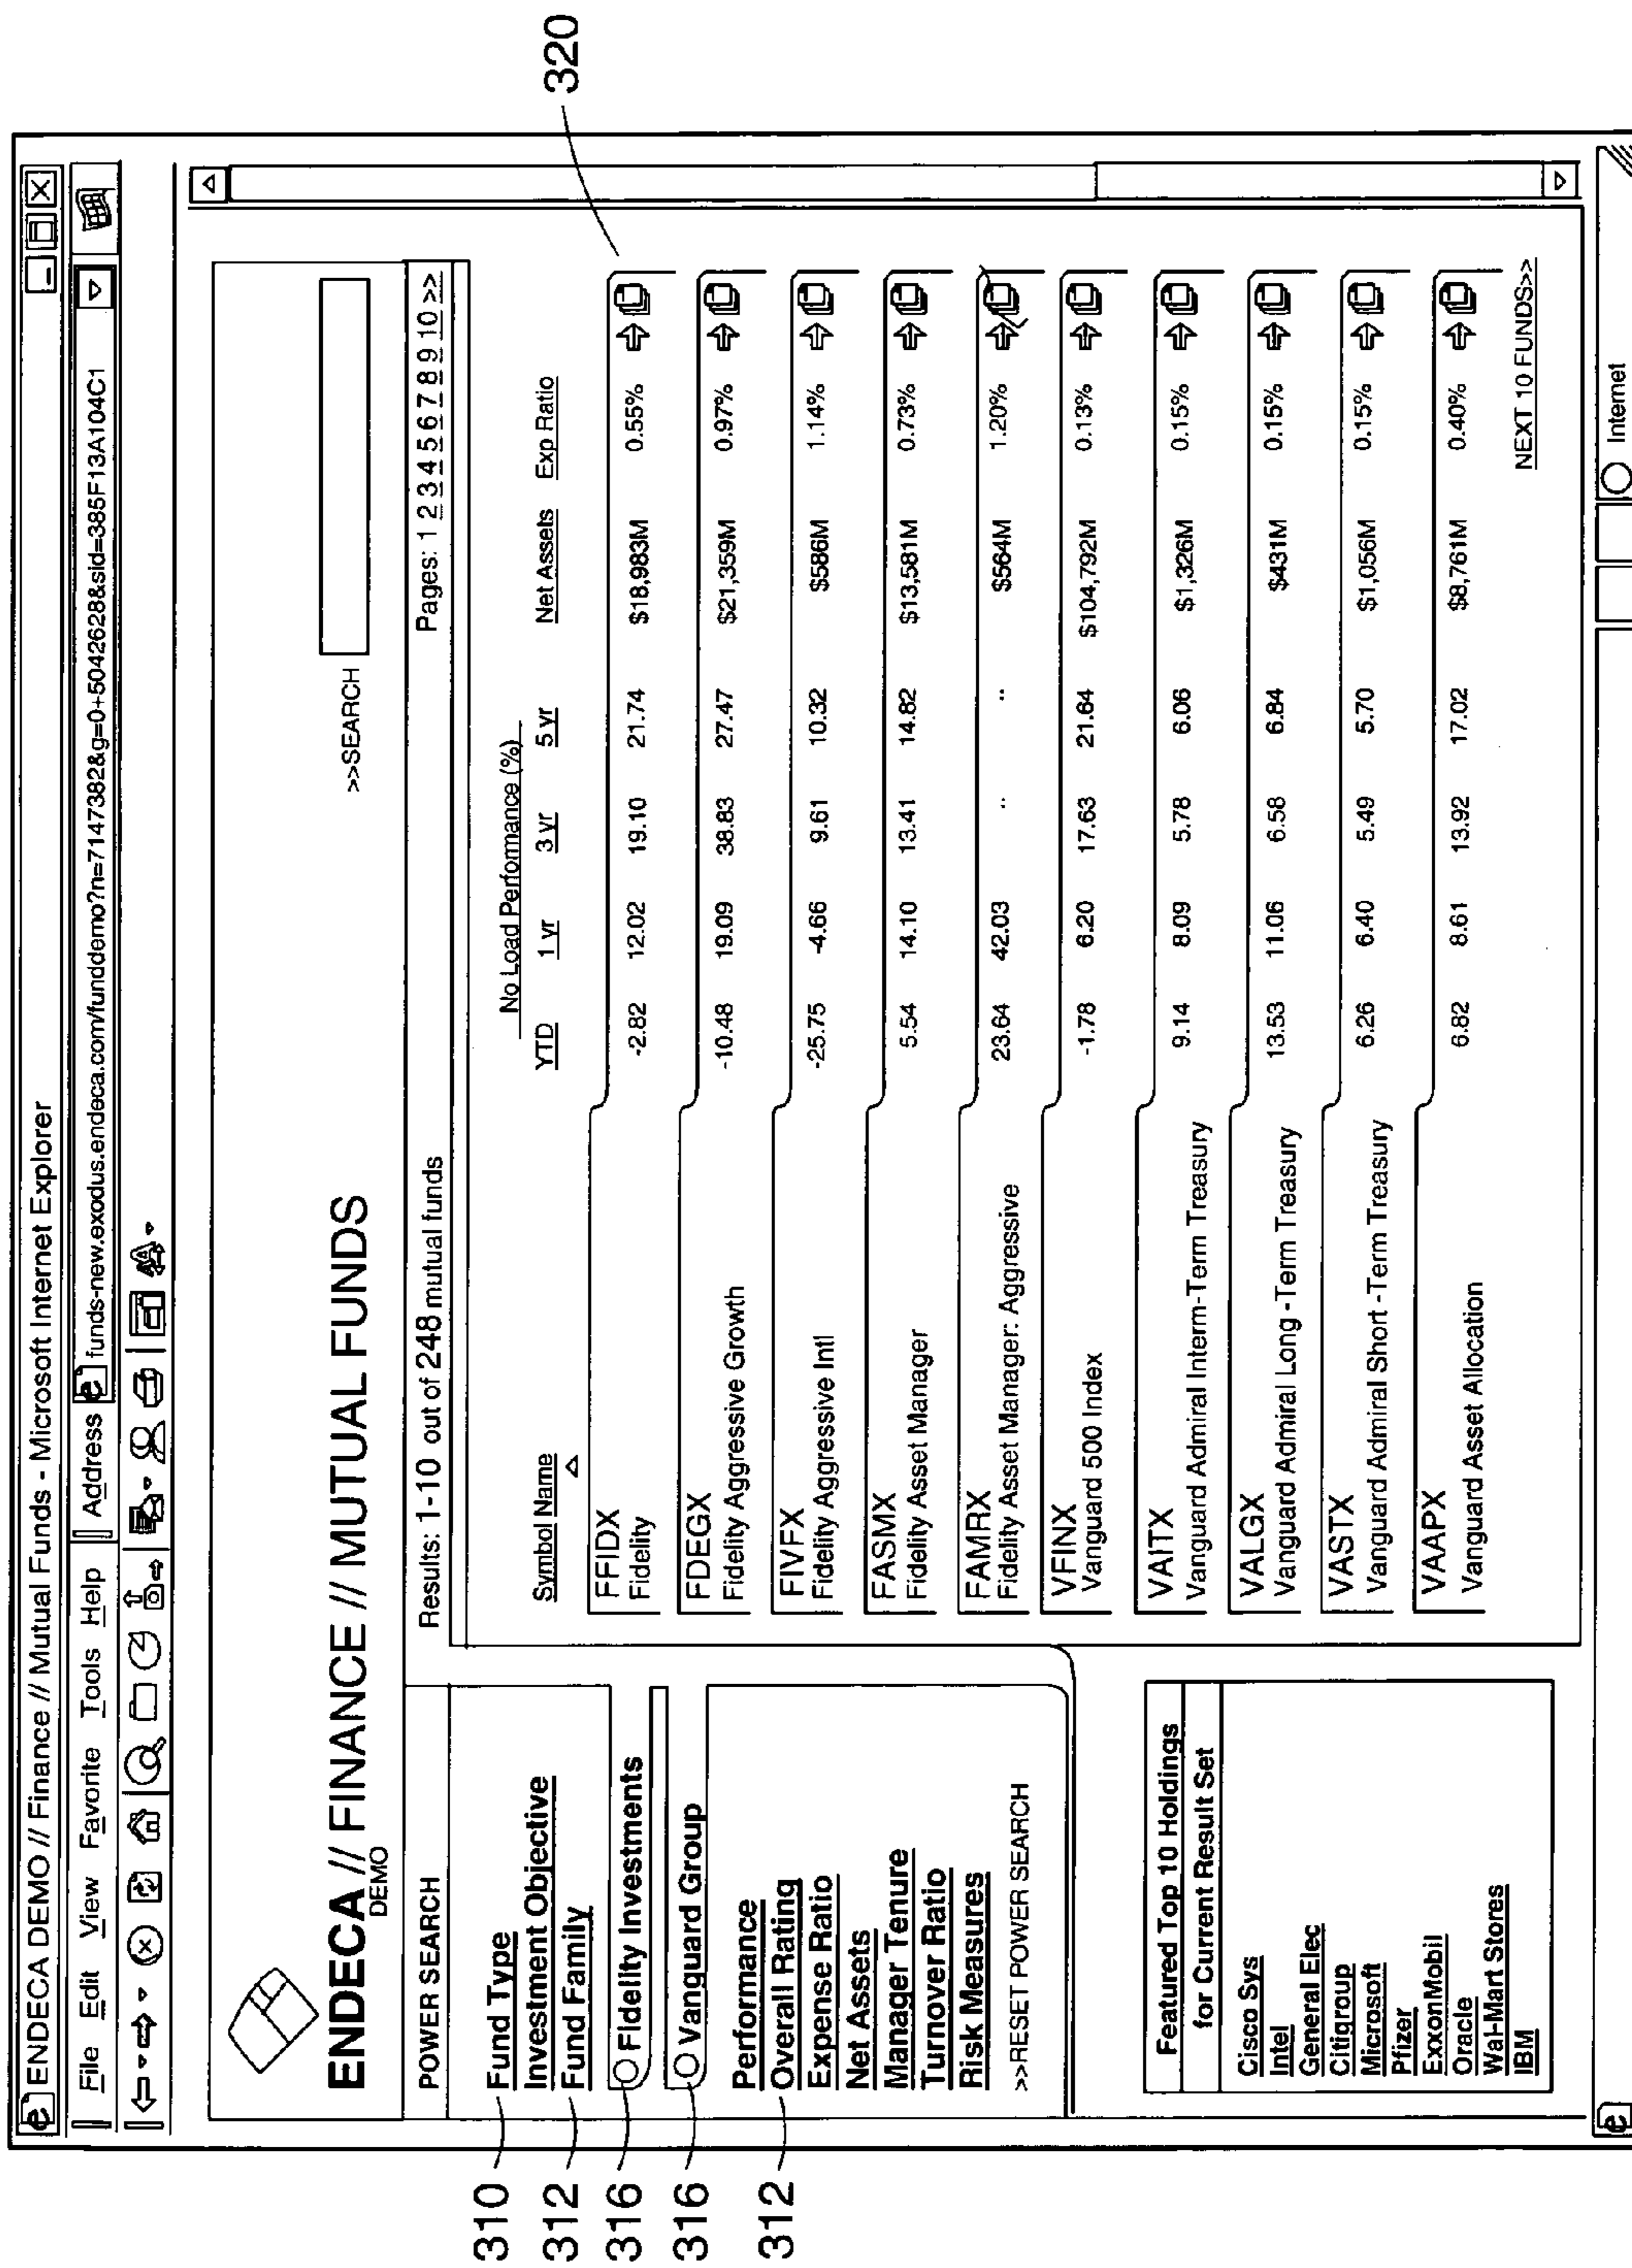 ENDECA DEMO // Finance // Mutual Funds - Microsoft Internet Explorer
File Edit View Favorite Tools Help Address funds-new.exodus.endeca.com/funddemo?n=7147382&g=0+5042628&sid=385F13A104C1
ENDECA // FINANCE // MUTUAL FUNDS
DEMO
>>SEARCH
POWER SEARCH
Results: 1-10 out of 248 mutual funds Pages: 1 2 3 4 5 6 7 8 9 10 >>
310
Fund Type
Investment Objective
312
Fund Family
316
Fidelity Investments
316
Vanguard Group
Performance
312
Overall Rating
Expense Ratio
Net Assets
Manager Tenure
Turnover Ratio
Risk Measures
>>RESET POWER SEARCH
Featured Top 10 Holdings
for Current Result Set
Cisco Sys
Intel
General Elec
Citigroup
Microsoft
Pfizer
ExxonMobil
Oracle
Wal-Mart Stores
IBM
320
No Load Performance (%)
Symbol Name YTD 1 yr 3 yr 5 yr Net Assets Exp Ratio
FFIDX
Fidelity -2.82 12.02 19.10 21.74 $18,983M 0.55%
FDEGX
Fidelity Aggressive Growth -10.48 19.09 38.83 27.47 $21,359M 0.97%
FIVFX
Fidelity Aggressive Intl -25.75 -4.66 9.61 10.32 $586M 1.14%
FASMX
Fidelity Asset Manager 5.54 14.10 13.41 14.82 $13,581M 0.73%
FAMRX
Fidelity Asset Manager: Aggressive 23.64 42.03 .. .. $564M 1.20%
VFINX
Vanguard 500 Index -1.78 6.20 17.63 21.64 $104,792M 0.13%
VAITX
Vanguard Admiral Interm-Term Treasury 9.14 8.09 5.78 6.06 $1,326M 0.15%
VALGX
Vanguard Admiral Long -Term Treasury 13.53 11.06 6.58 6.84 $431M 0.15%
VASTX
Vanguard Admiral Short -Term Treasury 6.26 6.40 5.49 5.70 $1,056M 0.15%
VAAPX
Vanguard Asset Allocation 6.82 8.61 13.92 17.02 $8,761M 0.40%
NEXT 10 FUNDS>>
Internet